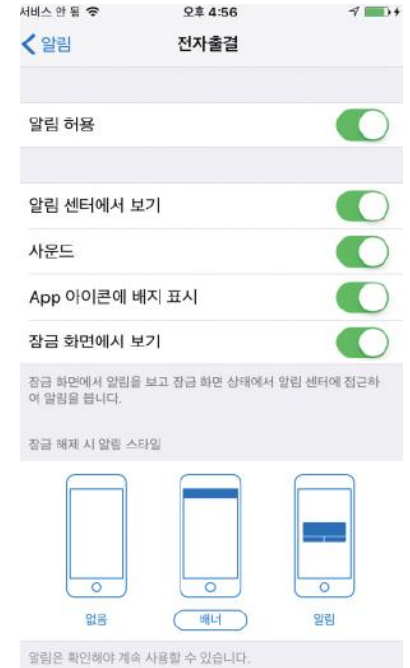 서비스 안 됨 오후 4:56
알림 전자출결
알림 허용
알림 센터에서 보기
사운드
App 아이콘에 배지 표시
잠금 화면에서 보기
잠금 화면에서 알림을 보고 잠금 화면 상태에서 알림 센터에 접근하
여 알림을 봅니다.
잠금 해제 시 알림 스타일
없음 배너 알림
알림은 확인해야 계속 사용할 수 있습니다.